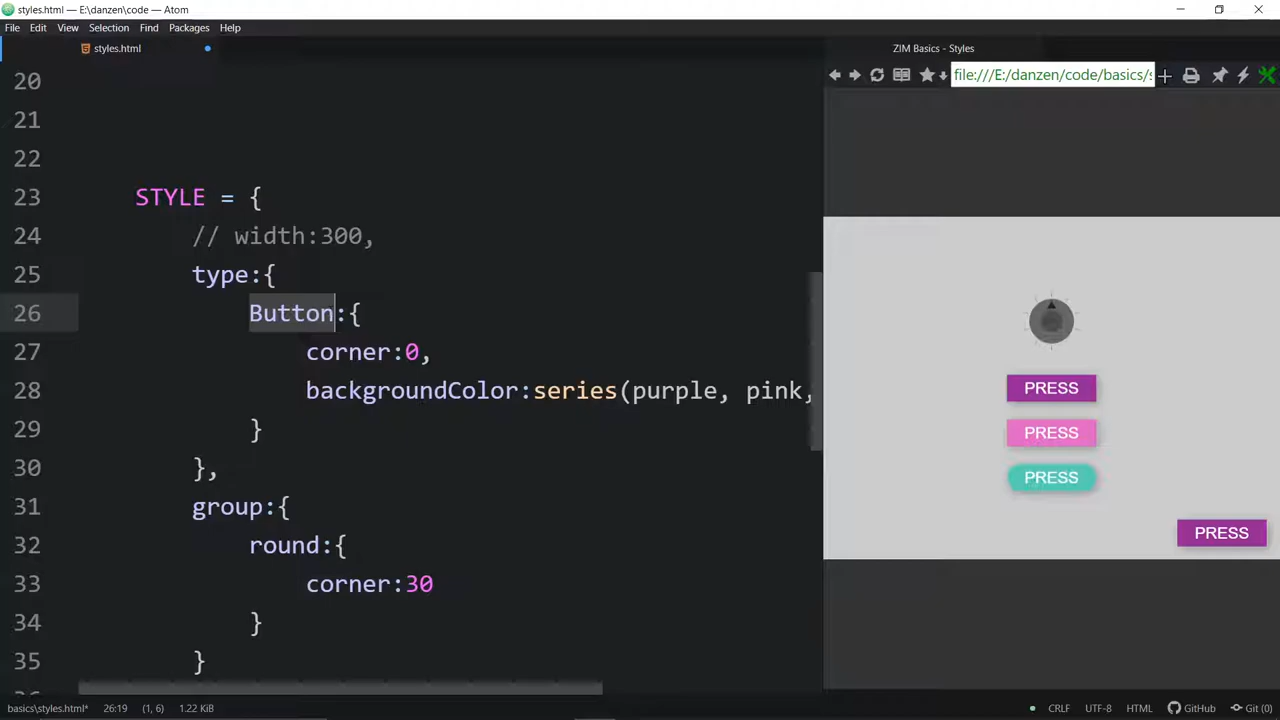 styles.html — E:\danzen\code — Atom
File Edit View Selection Find Packages Help
styles.html
ZIM Basics - Styles
file:///E:/danzen/code/basics/s
20
21
22
23 STYLE = {
24 // width:300,
25 type:{
26 Button:{
27 corner:0,
28 backgroundColor:series(purple, pink,
29 }
30 },
31 group:{
32 round:{
33 corner:30
34 }
35 }
PRESS
PRESS
PRESS
PRESS
basics\styles.html* 26:19 (1, 6) 1.22 KiB CRLF UTF-8 HTML GitHub Git (0)